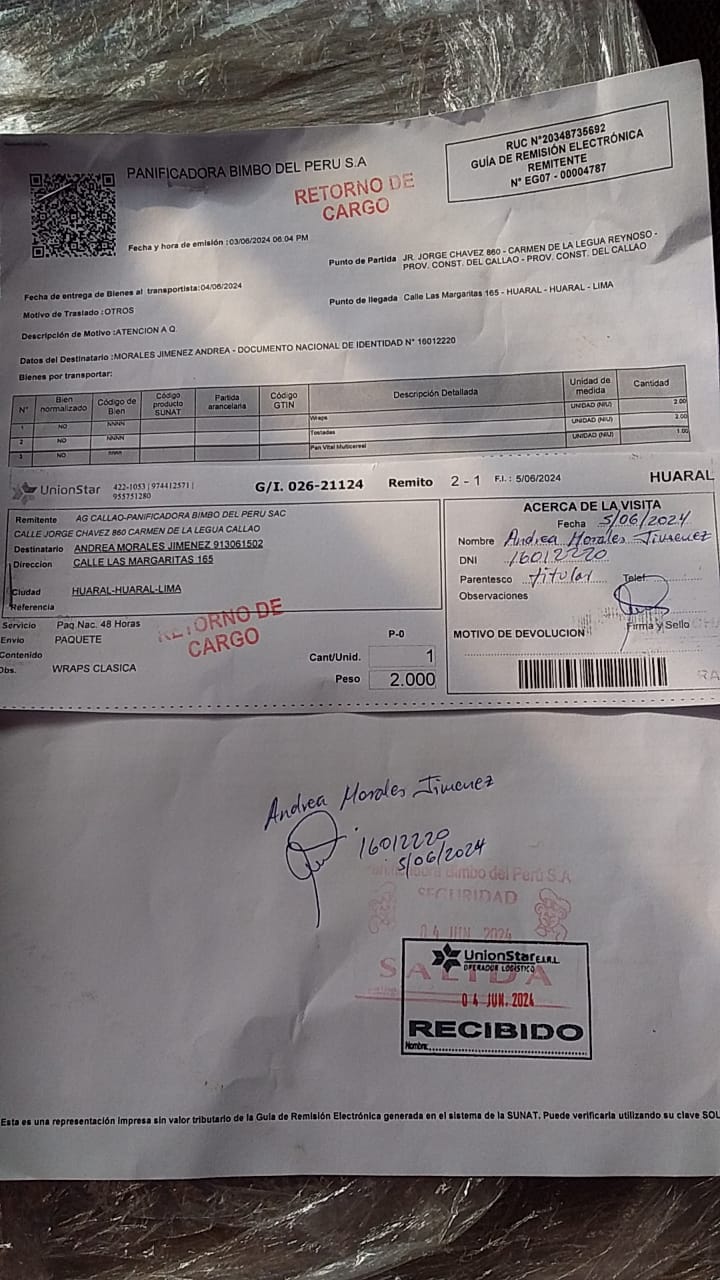 PANIFICADORA BIMBO DEL PERU S.A
RETORNO DE
CARGO
RUC N°20348735692
GUÍA DE REMISIÓN ELECTRÓNICA
REMITENTE
N° EG07 - 00004787
Fecha y hora de emisión :03/06/2024 06:04 PM
Punto de Partida JR. JORGE CHAVEZ 860 - CARMEN DE LA LEGUA REYNOSO -
PROV. CONST. DEL CALLAO - PROV. CONST. DEL CALLAO
Fecha de entrega de Bienes al transportista:04/06/2024
Punto de llegada Calle Las Margaritas 165 - HUARAL - HUARAL - LIMA
Motivo de Traslado :OTROS
Descripción de Motivo :ATENCION A Q.
Datos del Destinatario :MORALES JIMENEZ ANDREA - DOCUMENTO NACIONAL DE IDENTIDAD N° 16012220
Bienes por transportar:
N° Bien normalizado Código de Bien Código producto SUNAT Partida arancelaria Código GTIN Descripción Detallada Unidad de medida Cantidad
1 NO NNNN Wraps UNIDAD (NIU) 2.00
2 NO NNNN Tostadas UNIDAD (NIU) 2.00
3 NO NNNN Pan Vital Multicereal UNIDAD (NIU) 1.00
UnionStar 422-1053 | 974412571 |
955751280
G/I. 026-21124 Remito 2 - 1 F.I.: 5/06/2024 HUARAL
Remitente AG CALLAO-PANIFICADORA BIMBO DEL PERU SAC
CALLE JORGE CHAVEZ 860 CARMEN DE LA LEGUA CALLAO
Destinatario ANDREA MORALES JIMENEZ 913061502
Direccion CALLE LAS MARGARITAS 165
Ciudad HUARAL-HUARAL-LIMA
Referencia
Servicio Paq.Nac. 48 Horas
Envio PAQUETE
Contenido
Obs. WRAPS CLASICA
RETORNO DE
CARGO
P-0
Cant/Unid. 1
Peso 2.000
ACERCA DE LA VISITA
Fecha 5/06/2024
Nombre Andrea Morales Jimenez
DNI 16012220
Parentesco titular Telef
Observaciones
Firma y Sello
MOTIVO DE DEVOLUCION
Andrea Morales Jimenez
16012220
5/06/2024
Bimbo del Perú S.A
SEGURIDAD
04 JUN 2024
SALIDA
UnionStar E.I.R.L.
OPERADOR LOGISTICO
04 JUN. 2024
RECIBIDO
Nombre:
Esta es una representación impresa sin valor tributario de la Guía de Remisión Electrónica generada en el sistema de la SUNAT. Puede verificarla utilizando su clave SOL